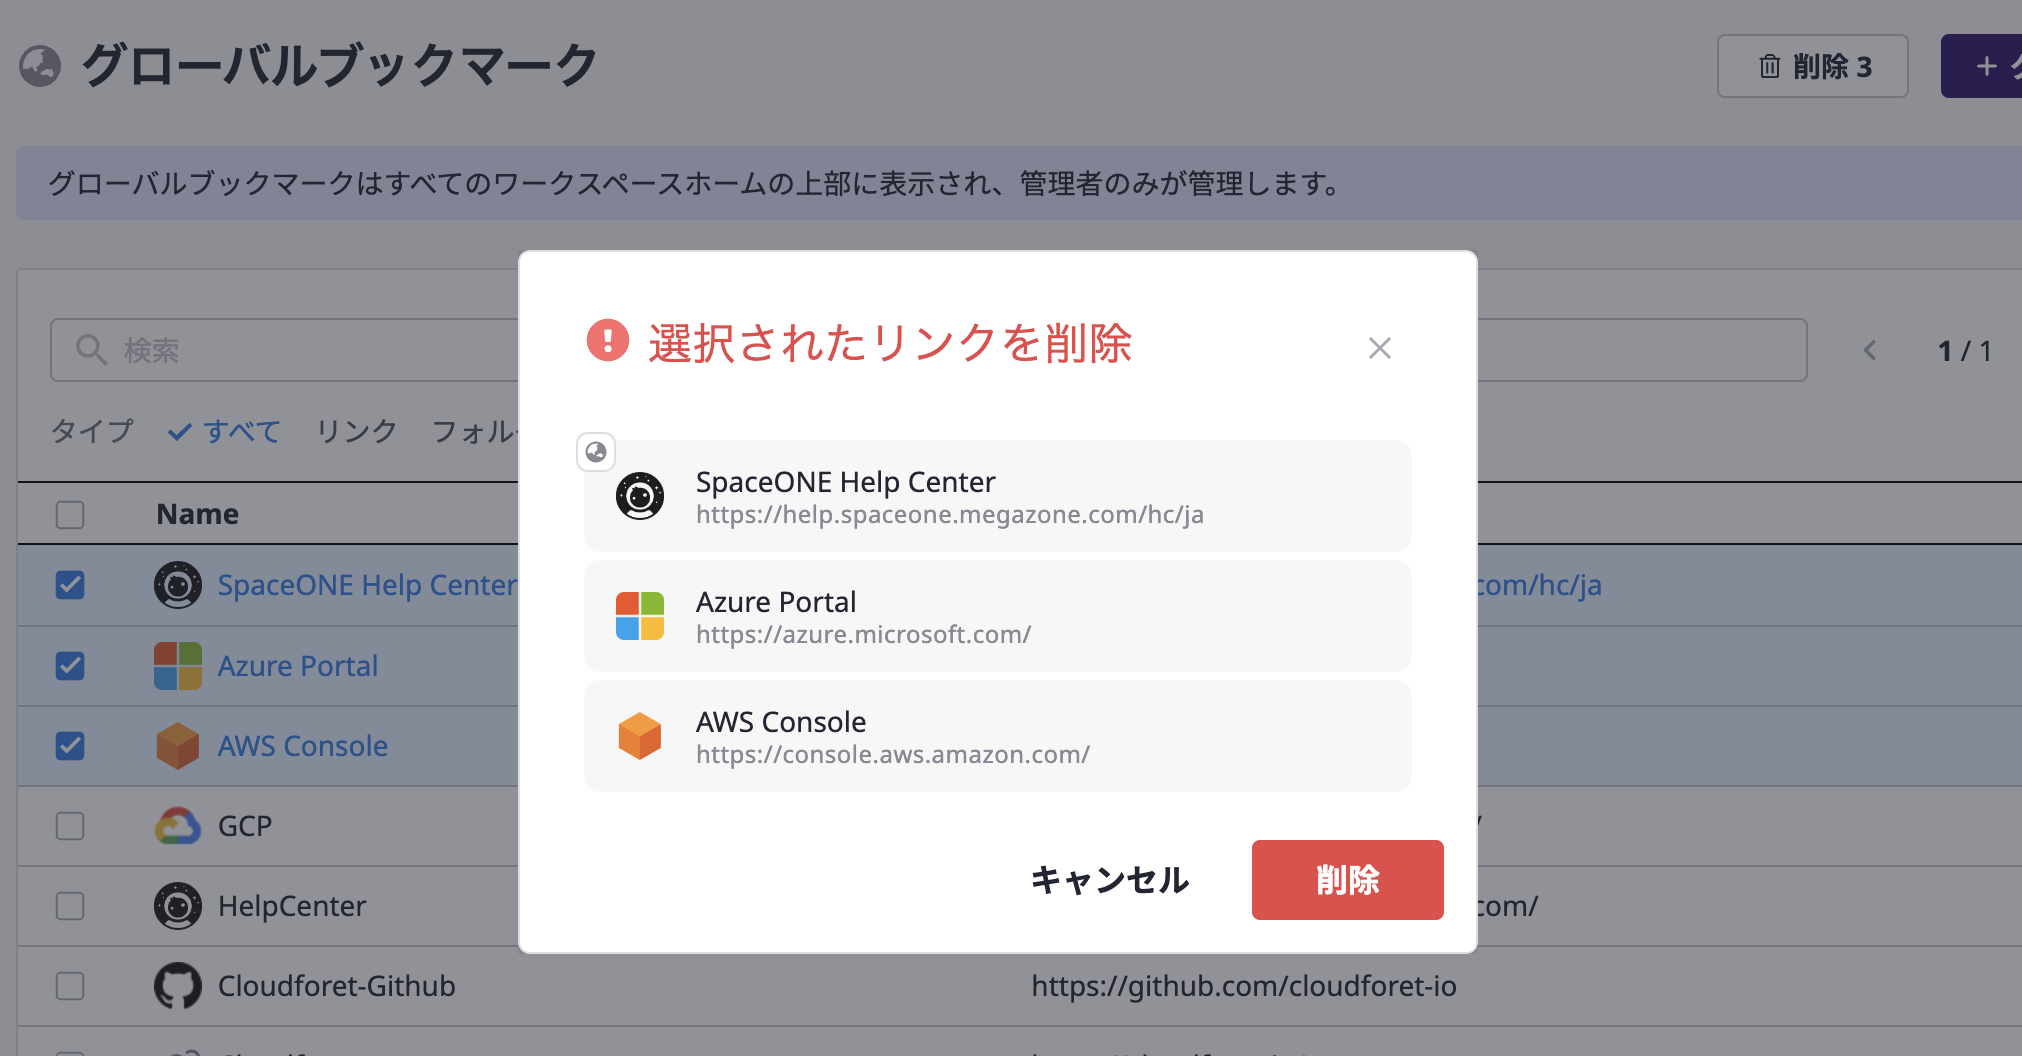 グローバルブックマーク
削除 3
グローバルブックマークはすべてのワークスペースホームの上部に表示され、管理者のみが管理します。
検索
1 / 1
タイプ すべて リンク
Name
SpaceONE Help Center com/hc/ja
Azure Portal
AWS Console
GCP /
HelpCenter com/
Cloudforet-Github https://github.com/cloudforet-io
選択されたリンクを削除
SpaceONE Help Center
https://help.spaceone.megazone.com/hc/ja
Azure Portal
https://azure.microsoft.com/
AWS Console
https://console.aws.amazon.com/
キャンセル 削除